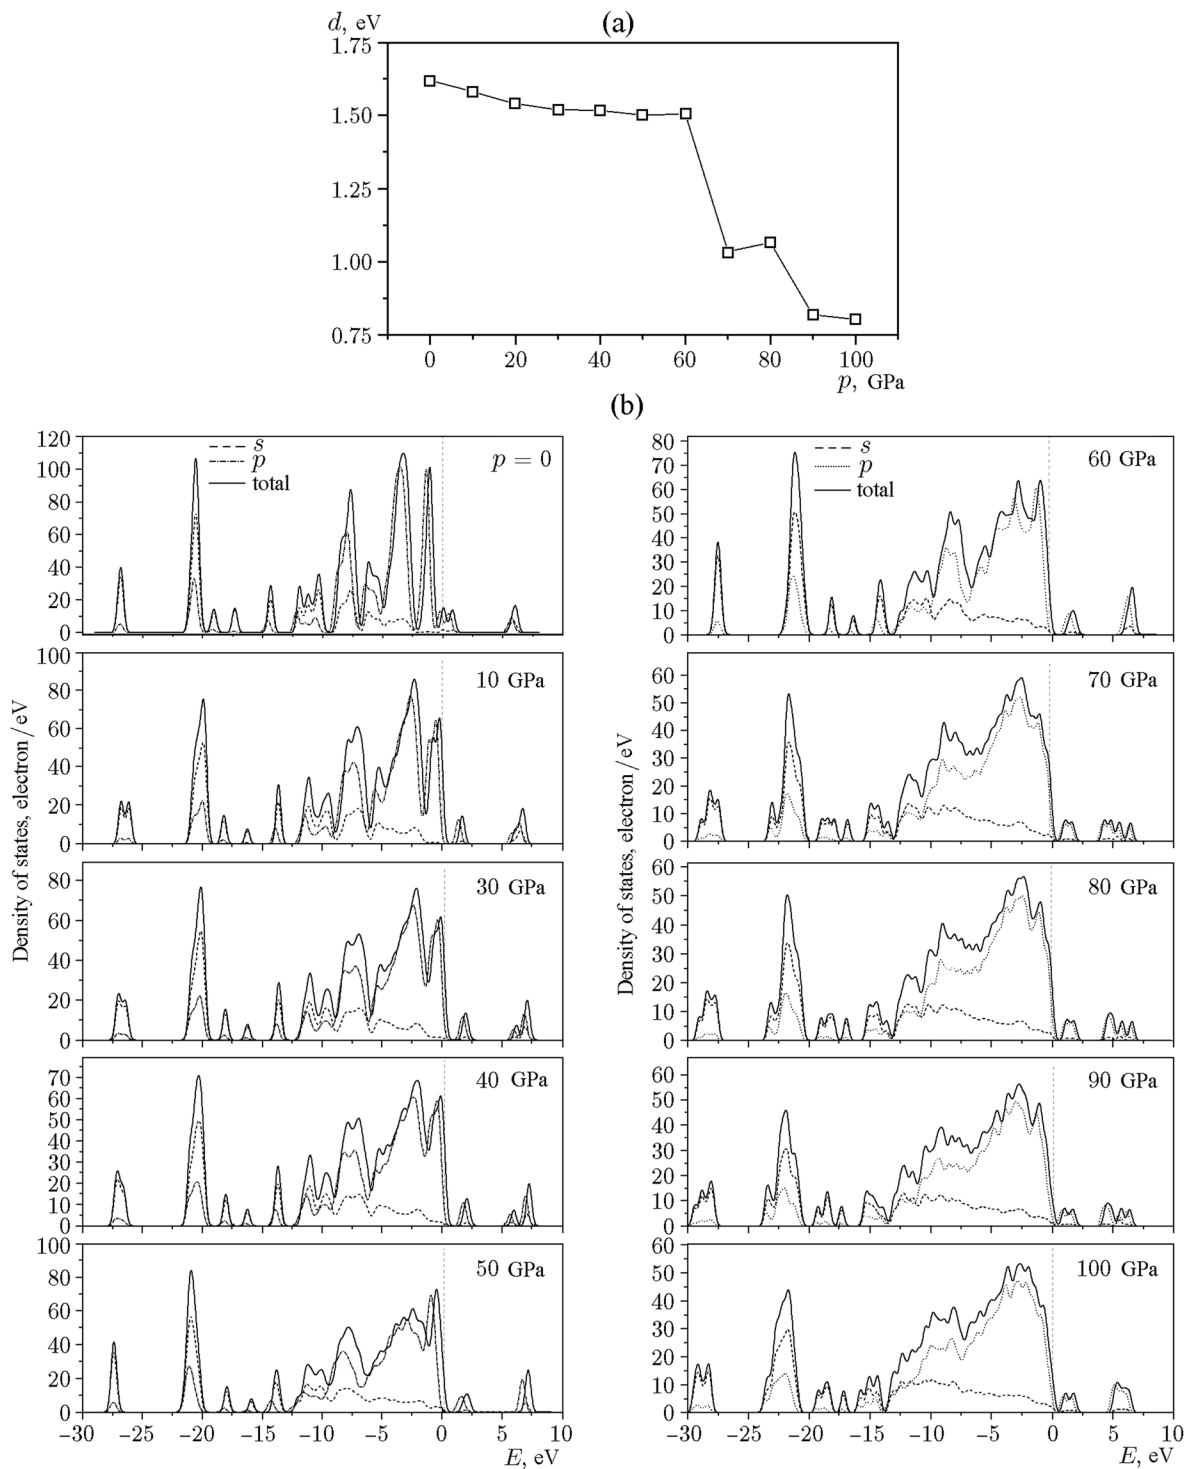 (a)
d, eV
1.75
1.50
1.25
1.00
0.75
0 20 40 60 80 100
p, GPa
(b)
Density of states, electron/eV
120
100
80
60
40
20
0
s
p
total
p = 0
100
80
60
40
20
0
10 GPa
80
60
40
20
0
30 GPa
70
60
50
40
30
20
10
0
40 GPa
100
80
60
40
20
0
50 GPa
−30 −25 −20 −15 −10 −5 0 5 10
E, eV
Density of states, electron/eV
80
70
60
50
40
30
20
10
0
s
p
total
60 GPa
60
50
40
30
20
10
0
70 GPa
60
50
40
30
20
10
0
80 GPa
60
50
40
30
20
10
0
90 GPa
60
50
40
30
20
10
0
100 GPa
−30 −25 −20 −15 −10 −5 0 5 10
E, eV